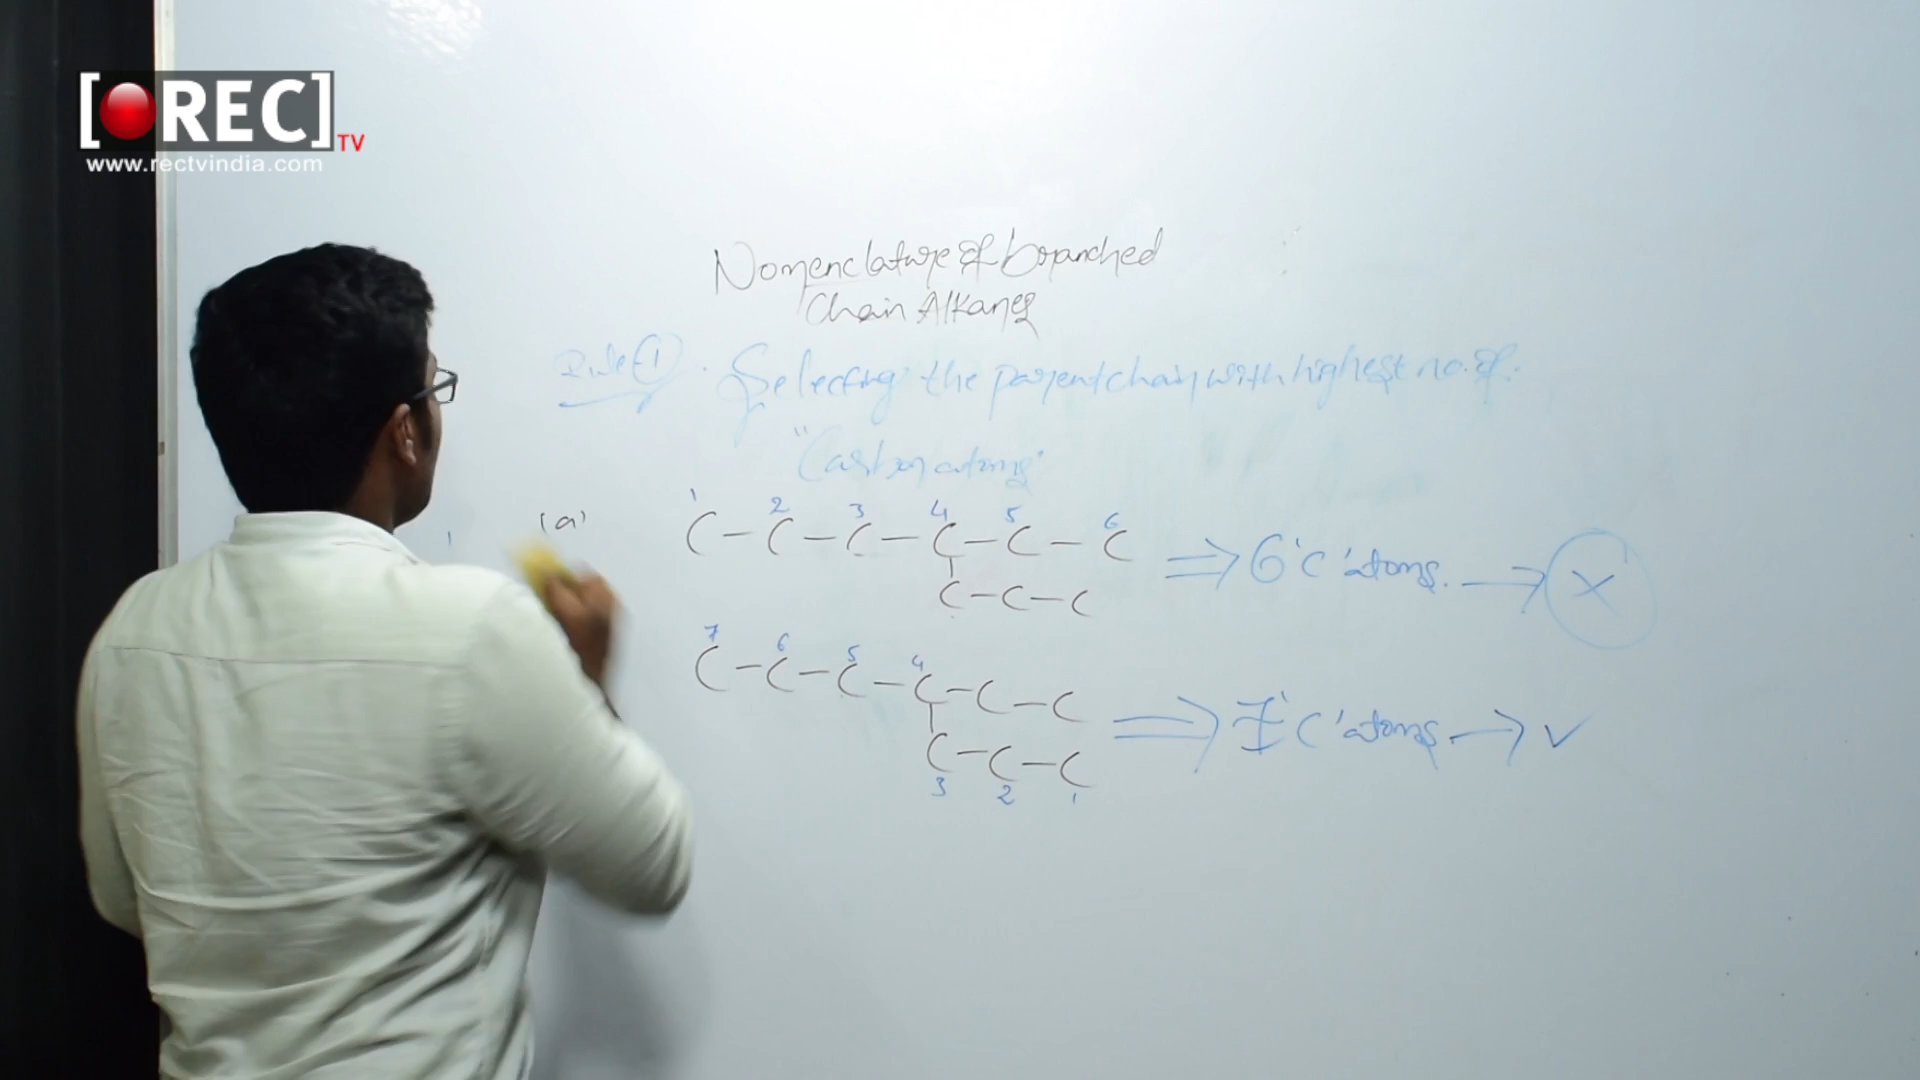 [REC]
TV
www.rectvindia.com
Nomenclature of branched
Chain Alkanes
Rule ①. Selecting the parent chain with highest no. of.
"Carbon atoms"
1 2 3 4 5 6
(a) C - C - C - C - C - C ⇒ 6 'C' atoms. → X
C - C - C
7 6 5 4
C - C - C - C - C - C ⇒ 7 'C' atoms. → ✓
C - C - C
3 2 1